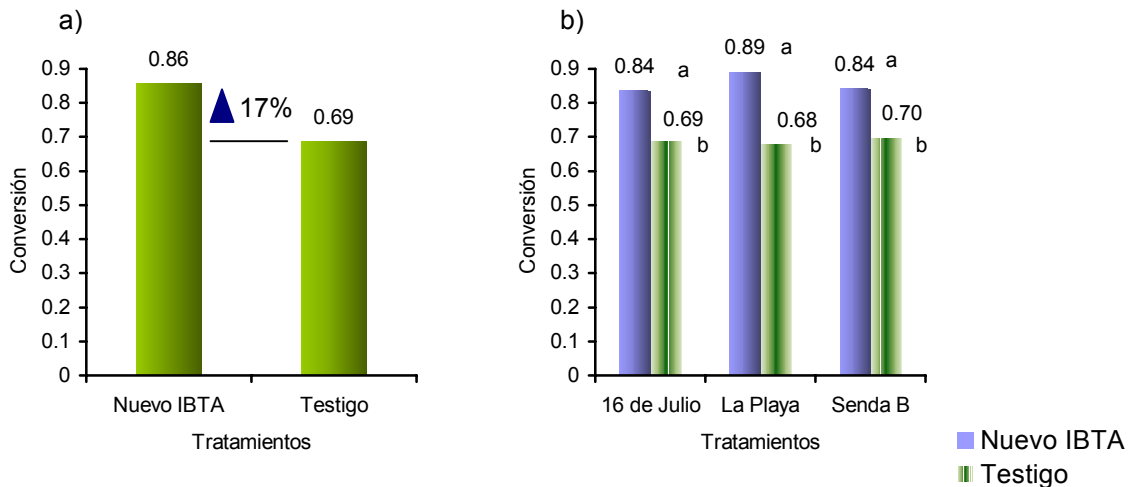 a)
0.86
17%
0.69
0.9
0.8
0.7
0.6
0.5
0.4
0.3
0.2
0.1
0
Conversión
Nuevo IBTA Testigo
Tratamientos
b)
0.84 a
0.69 b
0.89 a
0.68 b
0.84 a
0.70 b
0.9
0.8
0.7
0.6
0.5
0.4
0.3
0.2
0.1
0
Conversión
16 de Julio La Playa Senda B
Tratamientos
Nuevo IBTA
Testigo